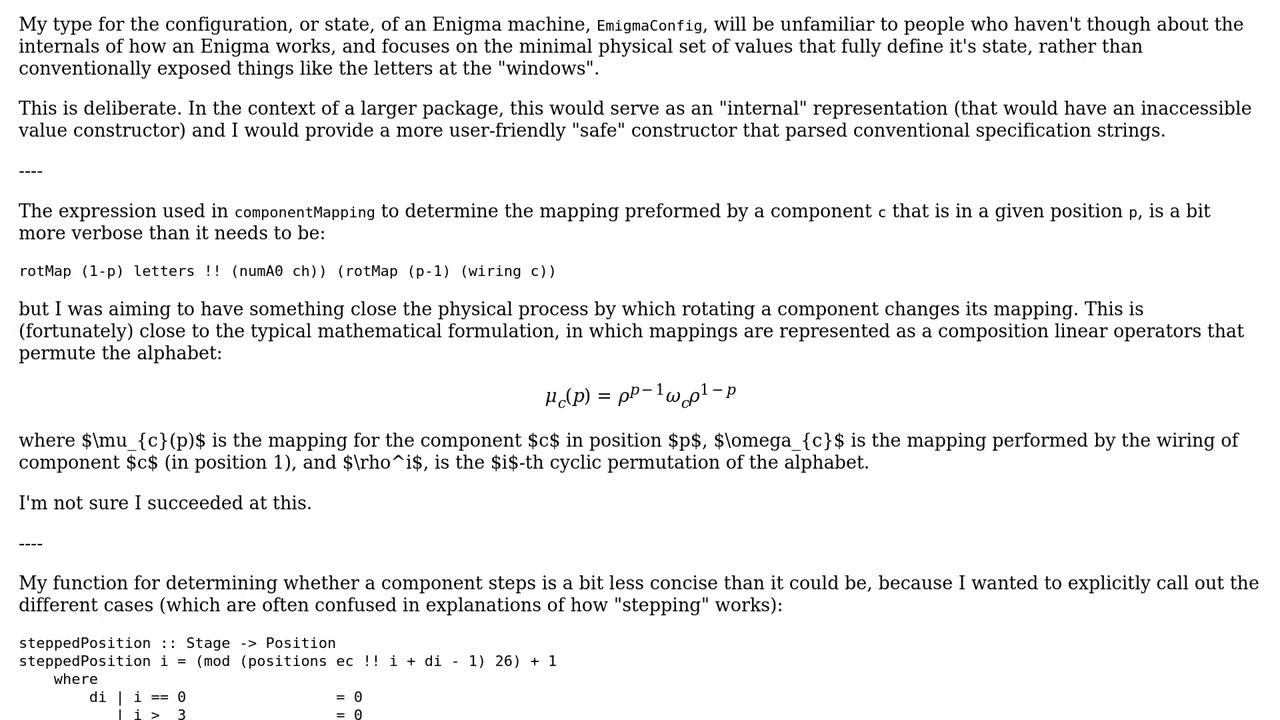 My type for the configuration, or state, of an Enigma machine, EmigmaConfig, will be unfamiliar to people who haven't though about the
internals of how an Enigma works, and focuses on the minimal physical set of values that fully define it's state, rather than
conventionally exposed things like the letters at the "windows".
This is deliberate. In the context of a larger package, this would serve as an "internal" representation (that would have an inaccessible
value constructor) and I would provide a more user-friendly "safe" constructor that parsed conventional specification strings.
----
The expression used in componentMapping to determine the mapping preformed by a component c that is in a given position p, is a bit
more verbose than it needs to be:
rotMap (1-p) letters !! (numA0 ch)) (rotMap (p-1) (wiring c))
but I was aiming to have something close the physical process by which rotating a component changes its mapping. This is
(fortunately) close to the typical mathematical formulation, in which mappings are represented as a composition linear operators that
permute the alphabet:
μ_c(p) = ρ^{p−1}ω_cρ^{1−p}
where $\mu_{c}(p)$ is the mapping for the component $c$ in position $p$, $\omega_{c}$ is the mapping performed by the wiring of
component $c$ (in position 1), and $\rho^i$, is the $i$-th cyclic permutation of the alphabet.
I'm not sure I succeeded at this.
----
My function for determining whether a component steps is a bit less concise than it could be, because I wanted to explicitly call out the
different cases (which are often confused in explanations of how "stepping" works):
steppedPosition :: Stage -> Position
steppedPosition i = (mod (positions ec !! i + di - 1) 26) + 1
    where
        di | i == 0                 = 0
           | i >  3                 = 0